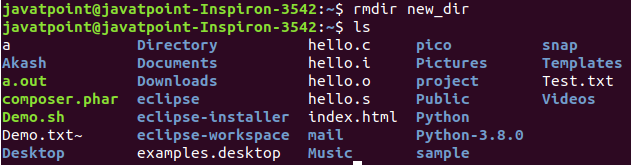 javatpoint@javatpoint-Inspiron-3542:~$ rmdir new_dir
javatpoint@javatpoint-Inspiron-3542:~$ ls
a Directory hello.c pico snap
Akash Documents hello.i Pictures Templates
a.out Downloads hello.o project Test.txt
composer.phar eclipse hello.s Public Videos
Demo.sh eclipse-installer index.html Python
Demo.txt~ eclipse-workspace mail Python-3.8.0
Desktop examples.desktop Music sample